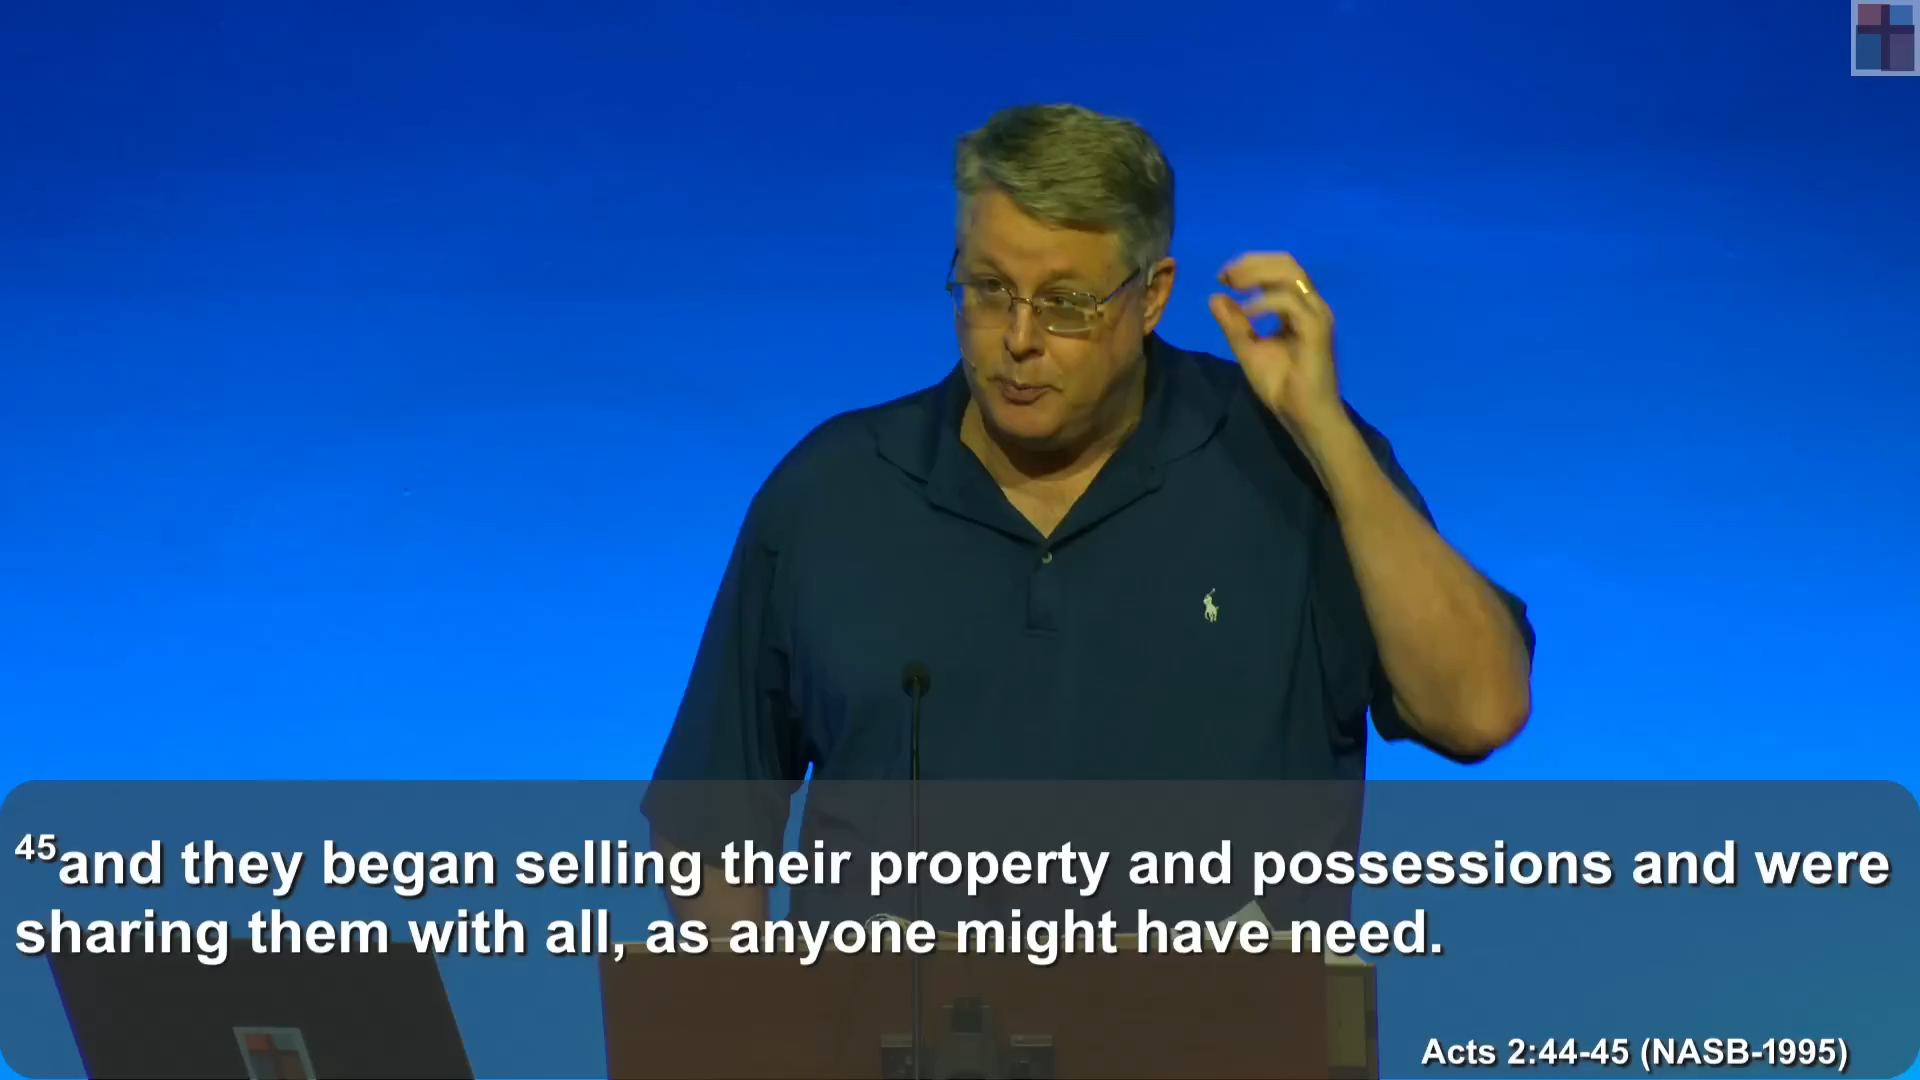 45and they began selling their property and possessions and were
sharing them with all, as anyone might have need.
Acts 2:44-45 (NASB-1995)